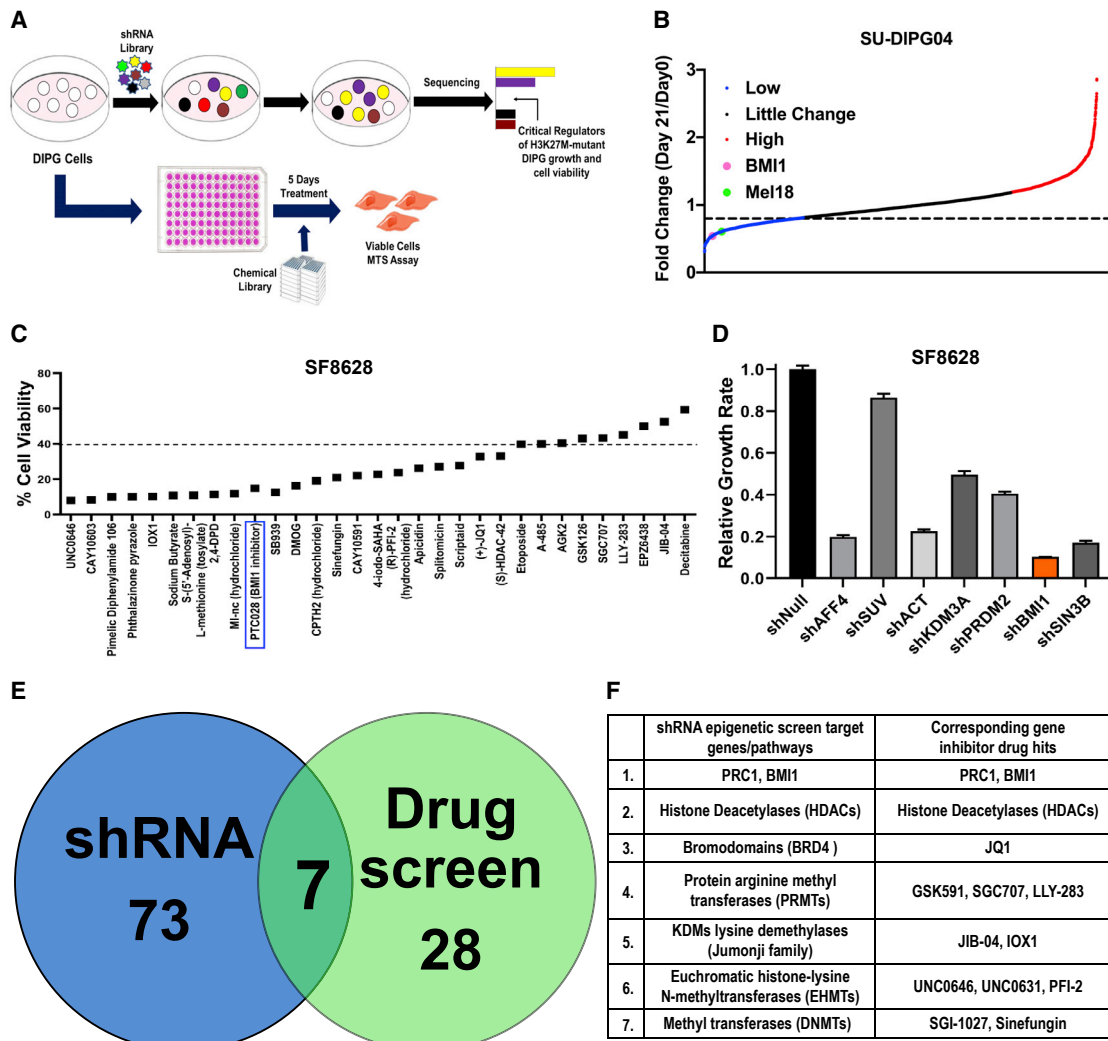 A
shRNA
Library
Sequencing
Critical Regulators
of H3K27M-mutant
DIPG growth and
cell viability
DIPG Cells
5 Days
Treatment
Chemical
Library
Viable Cells
MTS Assay
B
SU-DIPG04
Fold Change (Day 21/Day0)
3
2
1
0
Low
Little Change
High
BMI1
Mel18
C
SF8628
% Cell Viability
80
60
40
20
0
UNC0646
CAY10603
Pimelic Diphenylamide 106
Phthalazinone pyrazole
IOX1
Sodium Butyrate
S-(5"-Adenosyl)-
L-methionine (tosylate)
2,4-DPD
MI-nc (hydrochloride)
PTC028 (BMI1 inhibitor)
SB939
DMOG
CPTH2 (hydrochloride)
Sinefungin
CAY10591
4-iodo-SAHA
(R)-PFI-2
(hydrochloride)
Apicidin
Splitomicin
Scriptaid
(+)-JQ1
(S)-HDAC-42
Etoposide
A-485
AGK2
GSK126
SGC707
LLY-283
EPZ6438
JIB-04
Decitabine
D
SF8628
Relative Growth Rate
1.0
0.8
0.6
0.4
0.2
0.0
shNull
shAFF4
shSUV
shACT
shKDM3A
shPRDM2
shBMI1
shSIN3B
E
shRNA
73
7
Drug
screen
28
F
shRNA epigenetic screen target
genes/pathways
Corresponding gene
inhibitor drug hits
1. PRC1, BMI1 PRC1, BMI1
2. Histone Deacetylases (HDACs) Histone Deacetylases (HDACs)
3. Bromodomains (BRD4 ) JQ1
4. Protein arginine methyl
transferases (PRMTs) GSK591, SGC707, LLY-283
5. KDMs lysine demethylases
(Jumonji family) JIB-04, IOX1
6. Euchromatic histone-lysine
N-methyltransferases (EHMTs) UNC0646, UNC0631, PFI-2
7. Methyl transferases (DNMTs) SGI-1027, Sinefungin